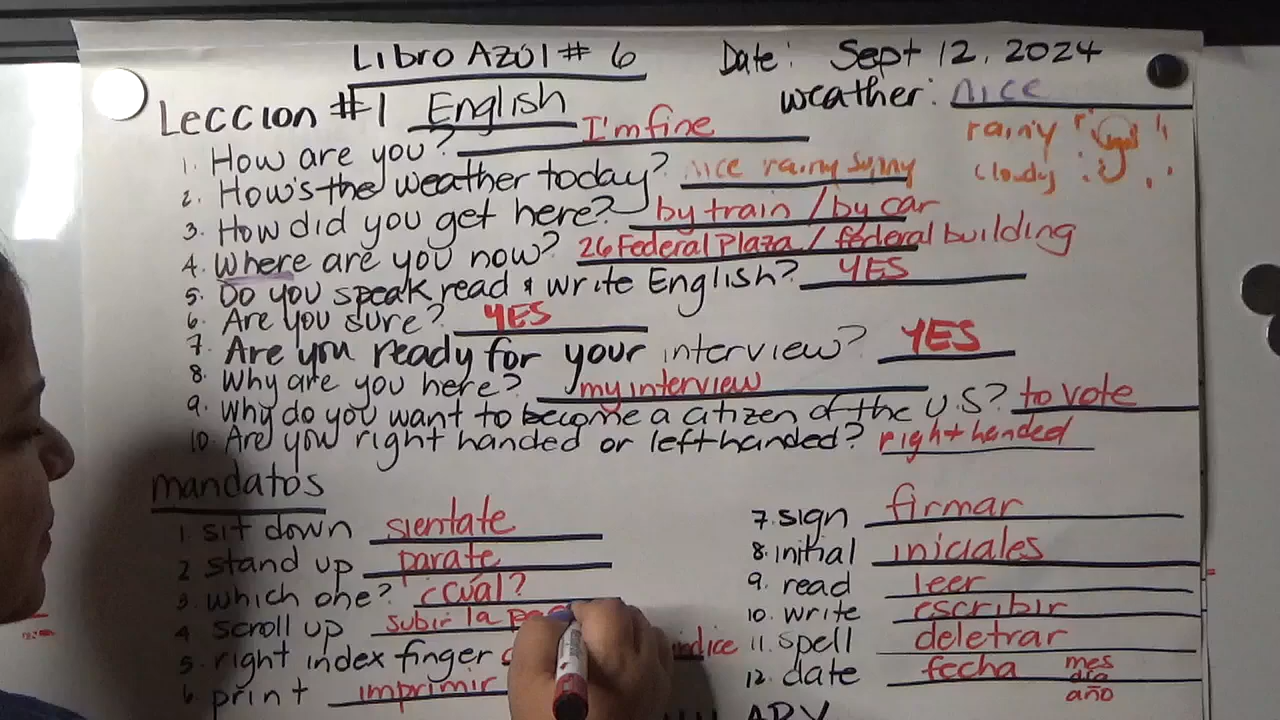 Libro Azul # 6
Date: Sept 12, 2024
Leccion #1 English
weather: nice
rainy
cloudy
1. How are you? I'm fine
2. How's the weather today? nice rainy sunny
3. How did you get here? by train / by car
4. Where are you now? 26 Federal Plaza / federal building
5. Do you speak read & write English? YES
6. Are you sure? YES
7. Are you ready for your interview? YES
8. Why are you here? my interview
9. Why do you want to become a citizen of the U.S? to vote
10. Are you right handed or left handed? right handed
mandatos
1. sit down sientate
2 stand up parate
3. which one? ¿cuál?
4 scroll up subir la
5. right index finger indice
6. print imprimir
7. sign firmar
8. initial iniciales
9. read leer
10. write escribir
11. spell deletrar
12. date fecha mes
dia
año